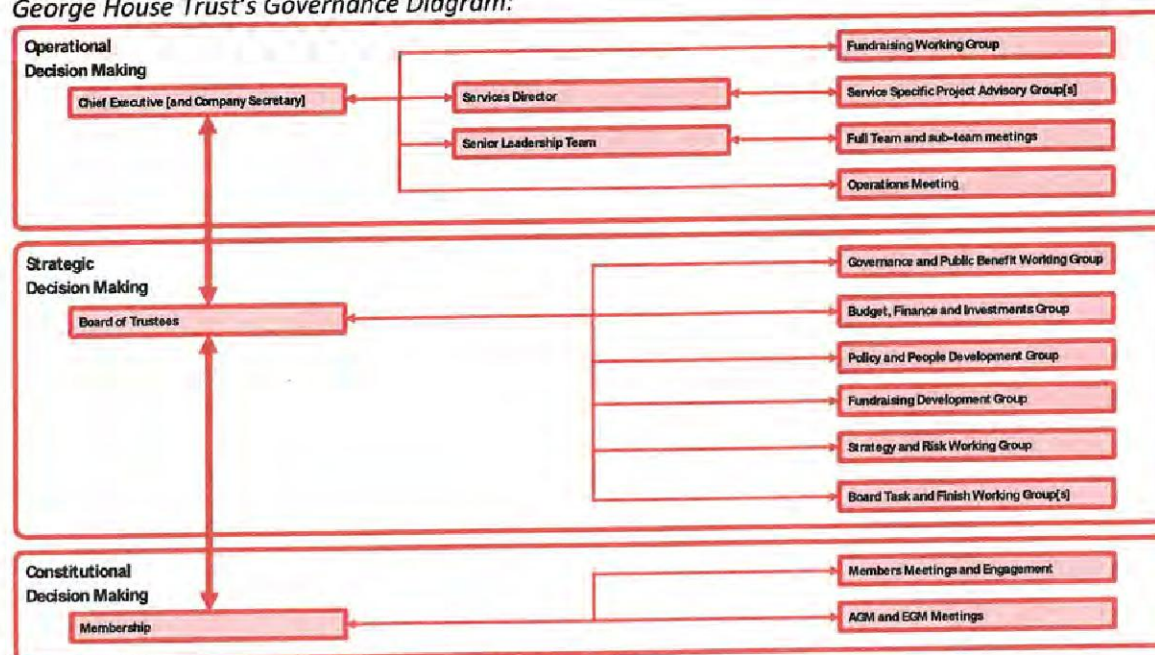 George House Trust's Governance Diagram:
Operational
Decision Making
Chief Executive [and Company Secretary]
Services Director
Senior Leadership Team
Fundraising Working Group
Service Specific Project Advisory Group[s]
Full Team and sub-team meetings
Operations Meeting
Strategic
Decision Making
Board of Trustees
Governance and Public Benefit Working Group
Budget, Finance and Investments Group
Policy and People Development Group
Fundraising Development Group
Strategy and Risk Working Group
Board Task and Finish Working Group[s]
Constitutional
Decision Making
Membership
Members Meetings and Engagement
AGM and EGM Meetings